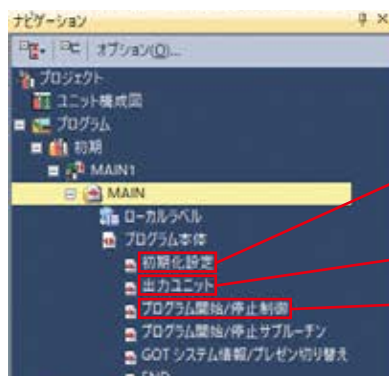 ナビゲーション
オプション(O)...
プロジェクト
ユニット構成図
プログラム
初期
MAIN1
MAIN
ローカルラベル
プログラム本体
初期化設定
出力ユニット
プログラム開始/停止制御
プログラム開始/停止サブルーチン
GOT システム情報/プレゼン切り替え
END